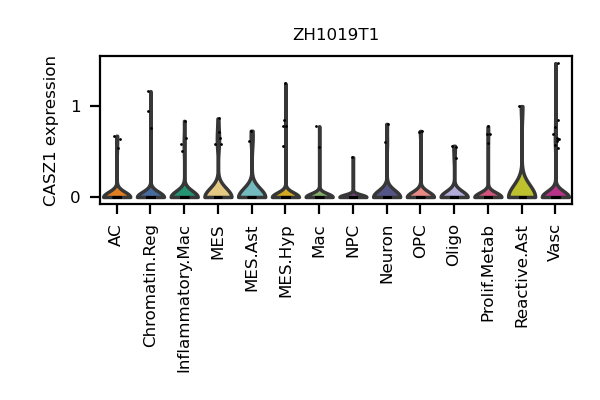 ZH1019T1
CASZ1 expression
1
0
AC
Chromatin.Reg
Inflammatory.Mac
MES
MES.Ast
MES.Hyp
Mac
NPC
Neuron
OPC
Oligo
Prolif.Metab
Reactive.Ast
Vasc